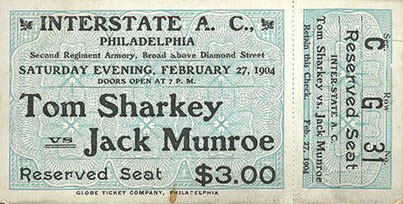 INTERSTATE A. C.,
PHILADELPHIA
Second Regiment Armory, Broad above Diamond Street
SATURDAY EVENING, FEBRUARY 27, 1904
DOORS OPEN AT 7 P. M.
Tom Sharkey
vs Jack Munroe
Reserved Seat $3.00
GLOBE TICKET COMPANY, PHILADELPHIA
Sec. Row No.
C G 31
Reserved Seat
INTERSTATE A. C.
Tom Sharkey vs. Jack Munroe
Retain this Check. Feb. 27, 1904